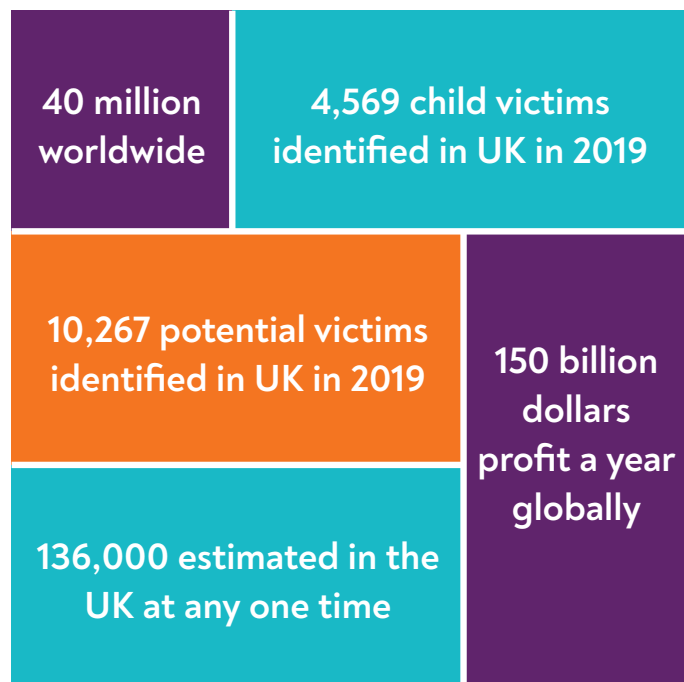 40 million
worldwide
4,569 child victims
identified in UK in 2019
10,267 potential victims
identified in UK in 2019
150 billion
dollars
profit a year
globally
136,000 estimated in the
UK at any one time